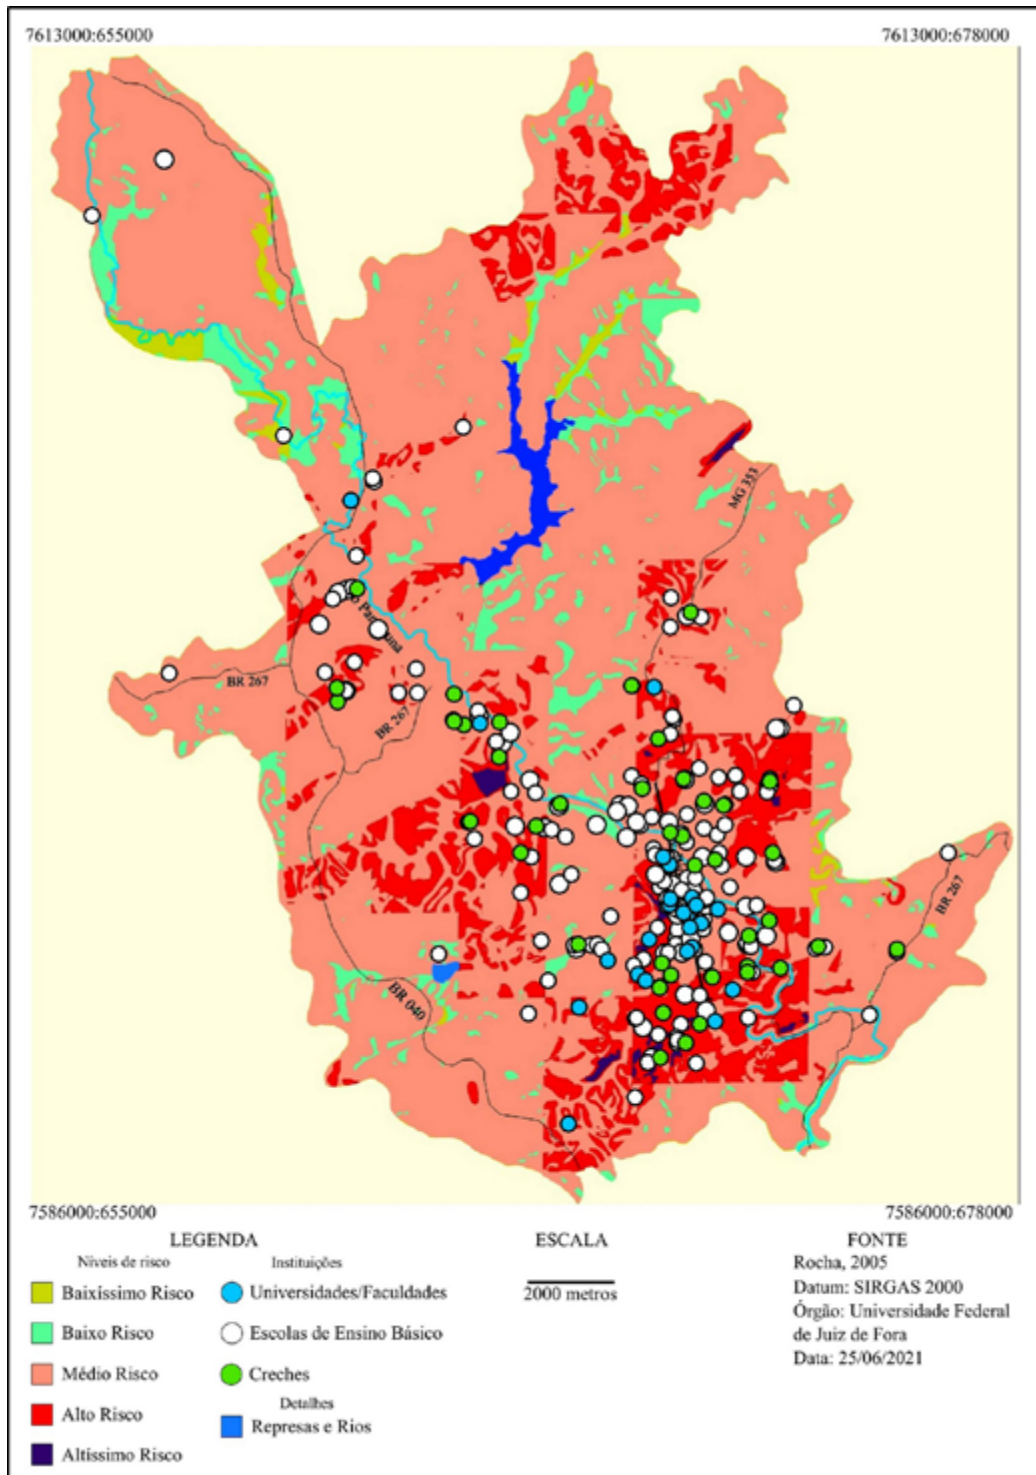 7613000:655000
7613000:678000
MG 353
BR 267
BR 267
BR 267
BR 040
7586000:655000
7586000:678000
LEGENDA
Níveis de risco
Baixíssimo Risco
Baixo Risco
Médio Risco
Alto Risco
Altíssimo Risco
Instituições
Universidades/Faculdades
Escolas de Ensino Básico
Creches
Detalhes
Represas e Rios
ESCALA
2000 metros
FONTE
Rocha, 2005
Datum: SIRGAS 2000
Órgão: Universidade Federal
de Juiz de Fora
Data: 25/06/2021